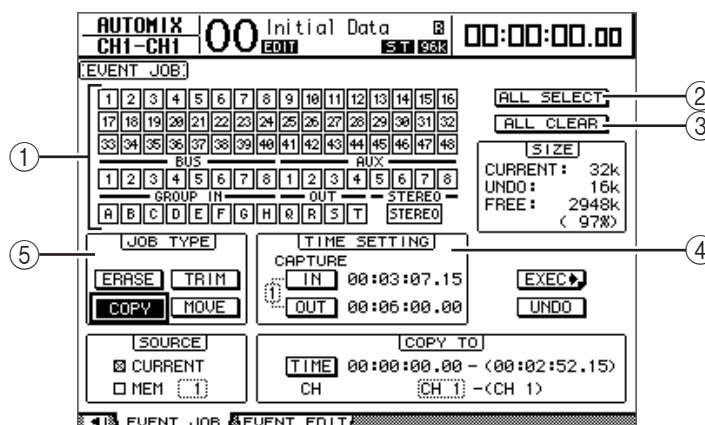 AUTOMIX
CH1-CH1
00 Initial Data
EDIT ST 96k
00:00:00.00
EVENT JOB
1 2 3 4 5 6 7 8 9 10 11 12 13 14 15 16
17 18 19 20 21 22 23 24 25 26 27 28 29 30 31 32
33 34 35 36 37 38 39 40 41 42 43 44 45 46 47 48
BUS AUX
1 2 3 4 5 6 7 8 1 2 3 4 5 6 7 8
GROUP IN OUT STEREO
A B C D E F G H Q R S T STEREO
ALL SELECT
ALL CLEAR
SIZE
CURRENT: 32k
UNDO: 16k
FREE: 2948k
( 97%)
1
2
3
4
5
JOB TYPE
ERASE TRIM
COPY MOVE
TIME SETTING
CAPTURE
1
IN 00:03:07.15
OUT 00:06:00.00
EXEC
UNDO
SOURCE
CURRENT
MEM 1
COPY TO
TIME 00:00:00.00 - (00:02:52.15)
CH CH 1 -(CH 1)
EVENT JOB EVENT EDIT